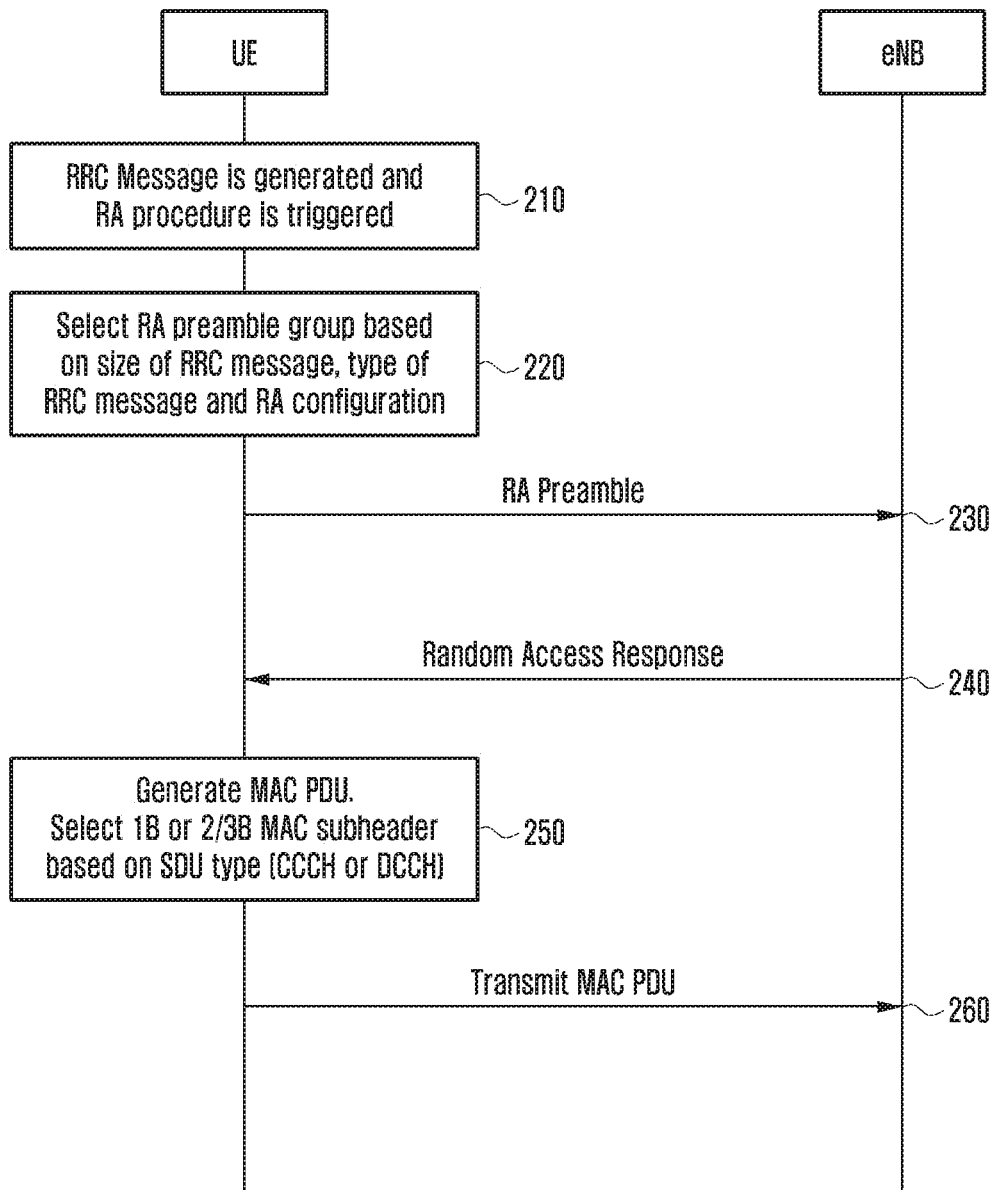 UE
eNB
RRC Message is generated and
RA procedure is triggered
210
Select RA preamble group based
on size of RRC message, type of
RRC message and RA configuration
220
RA Preamble
230
Random Access Response
240
Generate MAC PDU.
Select 1B or 2/3B MAC subheader
based on SDU type (CCCH or DCCH)
250
Transmit MAC PDU
260